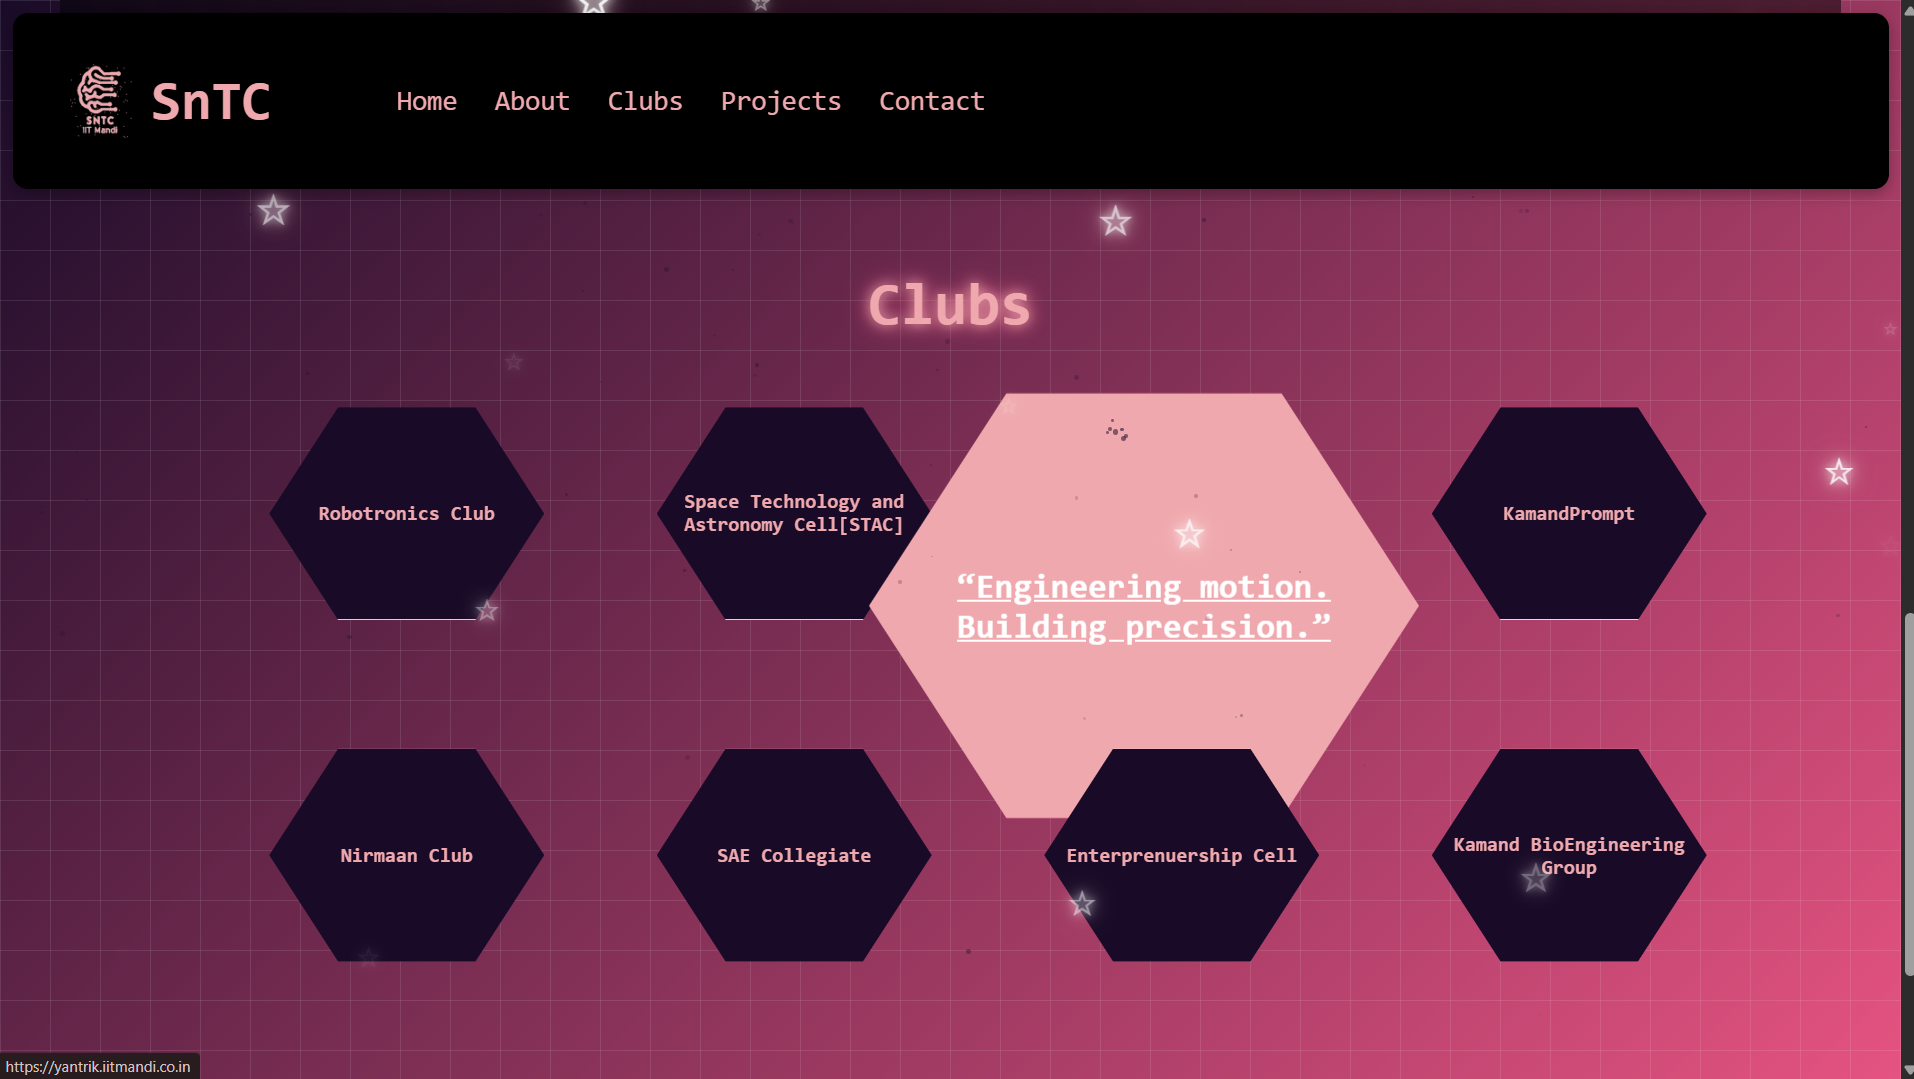 SNTC
IIT Mandi
SnTC
Home
About
Clubs
Projects
Contact
Clubs
Robotronics Club
Space Technology and
Astronomy Cell[STAC]
“Engineering motion.
Building precision.”
KamandPrompt
Nirmaan Club
SAE Collegiate
Enterprenuership Cell
Kamand BioEngineering
Group
https://yantrik.iitmandi.co.in